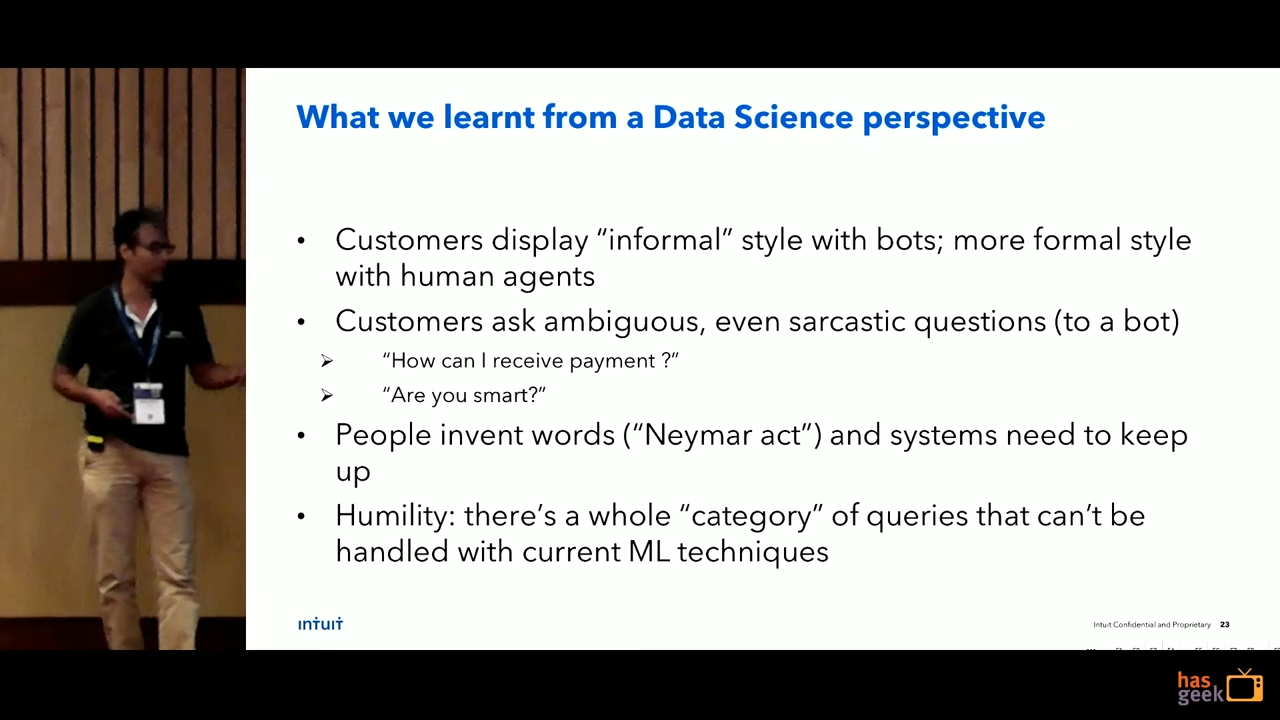 What we learnt from a Data Science perspective
• Customers display “informal” style with bots; more formal style
with human agents
• Customers ask ambiguous, even sarcastic questions (to a bot)
➢ “How can I receive payment ?”
➢ “Are you smart?”
• People invent words (“Neymar act”) and systems need to keep
up
• Humility: there’s a whole “category” of queries that can’t be
handled with current ML techniques
ıntuıt
Intuit Confidential and Proprietary 23
has
geek